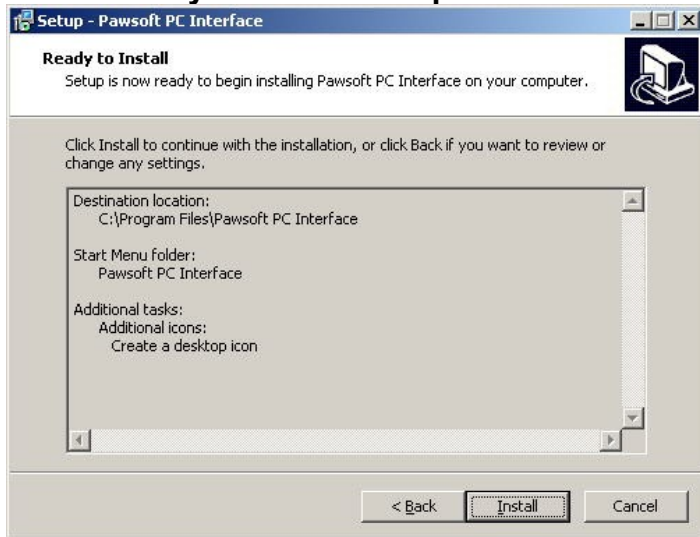 Setup - Pawsoft PC Interface
Ready to Install
Setup is now ready to begin installing Pawsoft PC Interface on your computer.
Click Install to continue with the installation, or click Back if you want to review or
change any settings.
Destination location:
C:\Program Files\Pawsoft PC Interface
Start Menu folder:
Pawsoft PC Interface
Additional tasks:
Additional icons:
Create a desktop icon
< Back
Install
Cancel